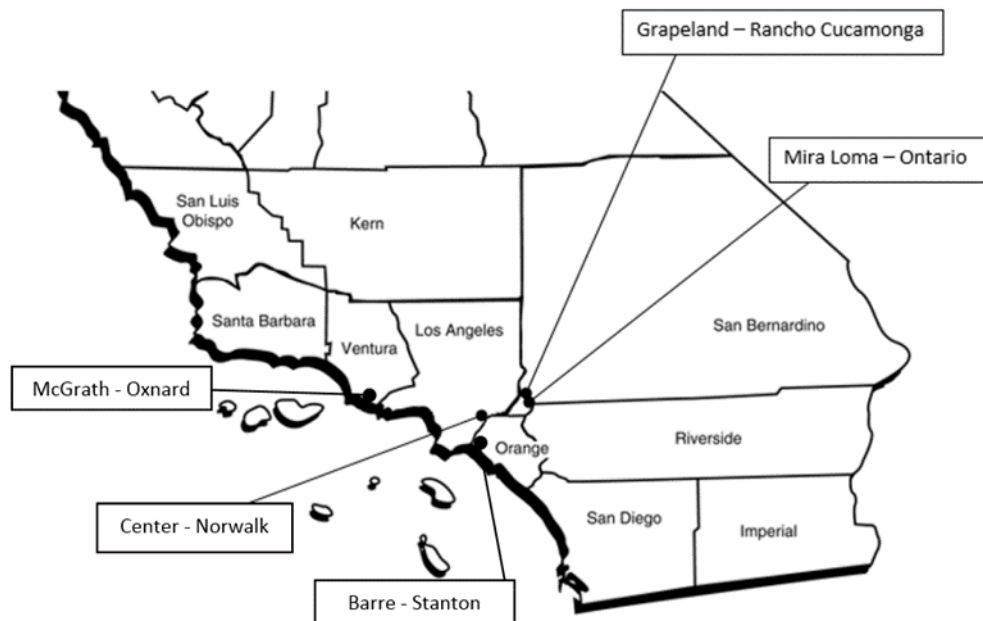 Grapeland – Rancho Cucamonga
Mira Loma – Ontario
San Luis
Obispo
Kern
Santa Barbara
Ventura
Los Angeles
San Bernardino
McGrath - Oxnard
Orange
Riverside
Center - Norwalk
San Diego
Imperial
Barre - Stanton